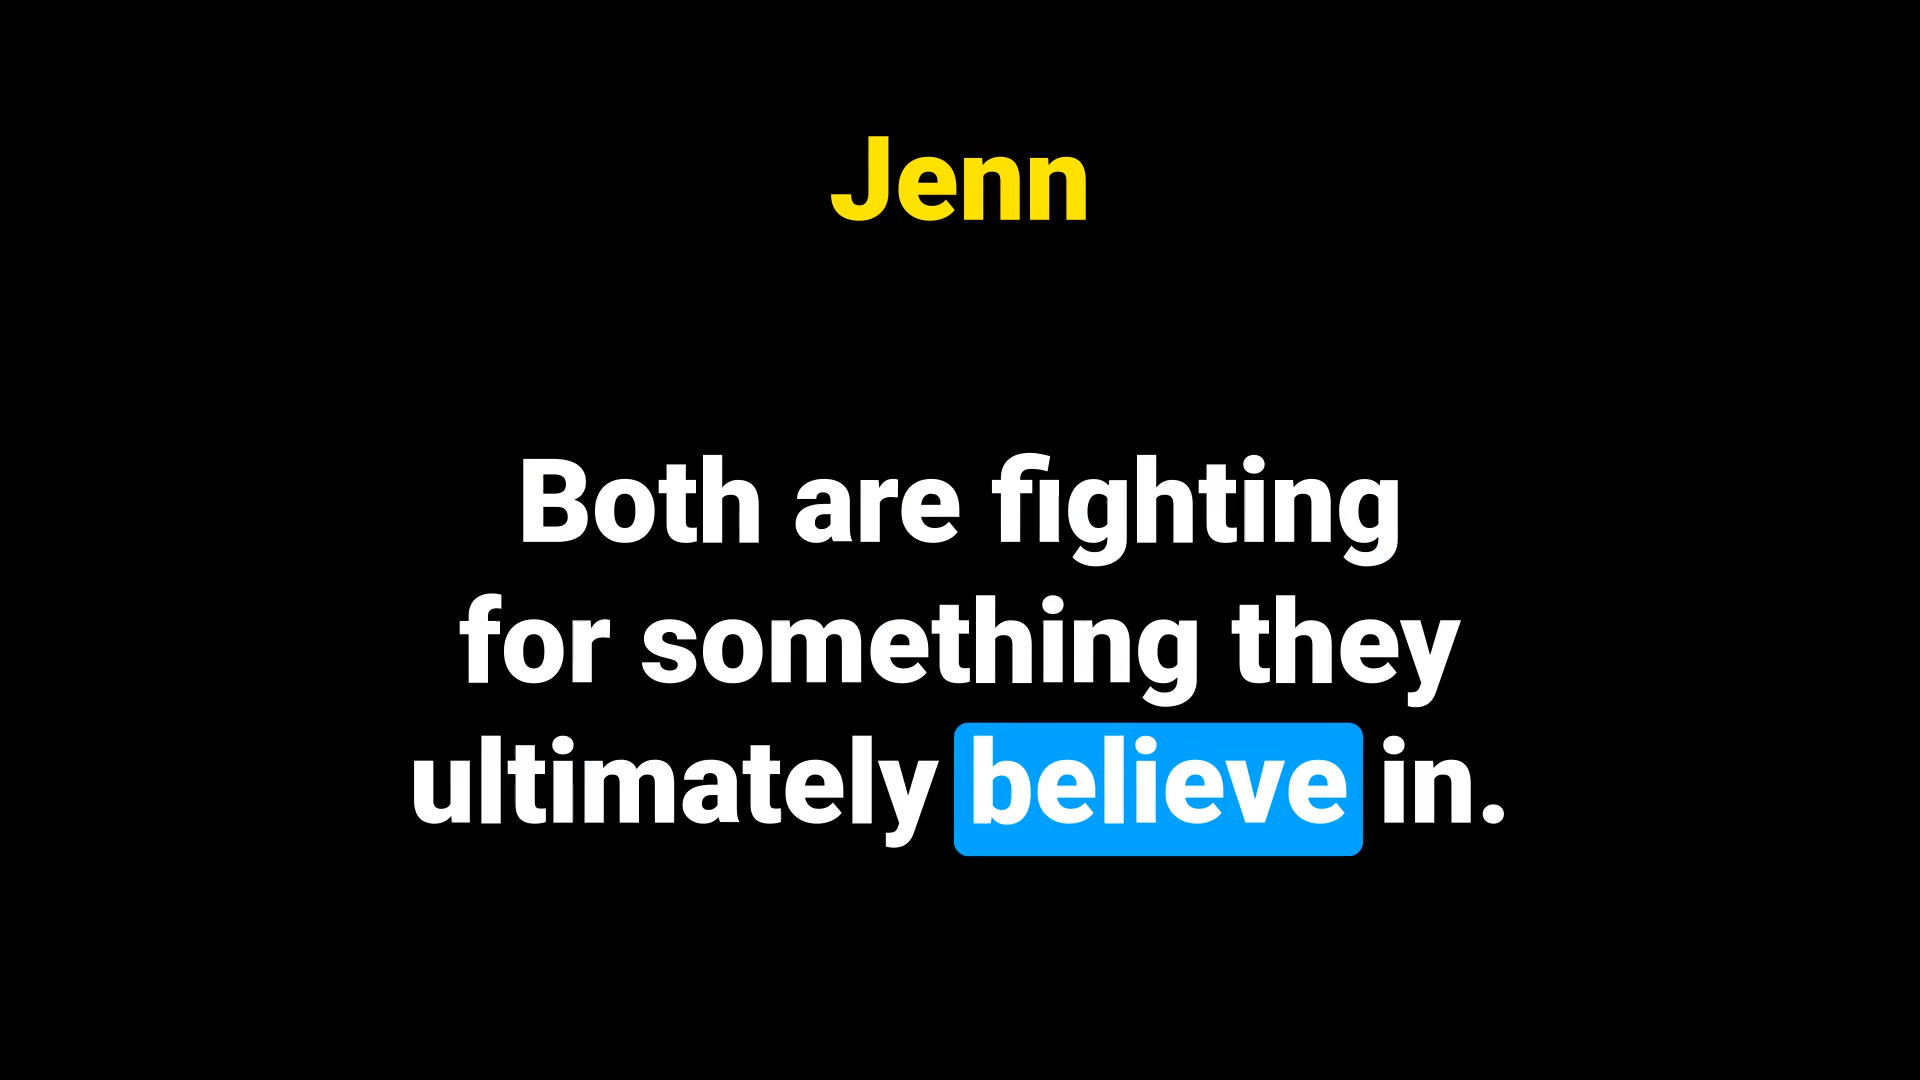 Jenn
Both are fighting
for something they
ultimately believe in.